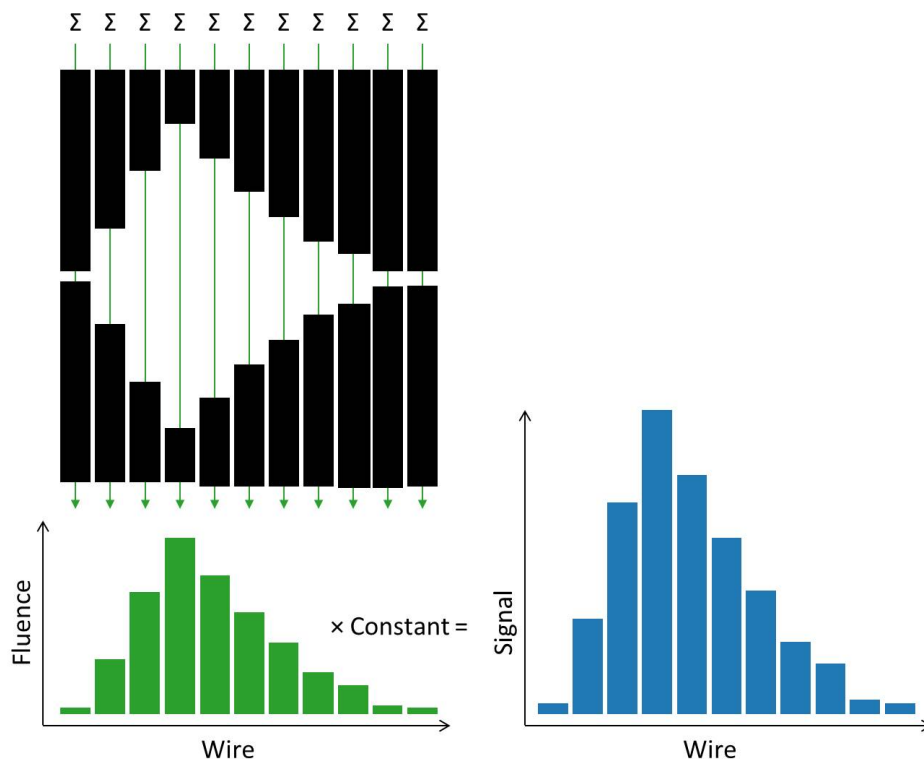 Σ Σ Σ Σ Σ Σ Σ Σ Σ Σ Σ
Fluence
× Constant =
Signal
Wire
Wire